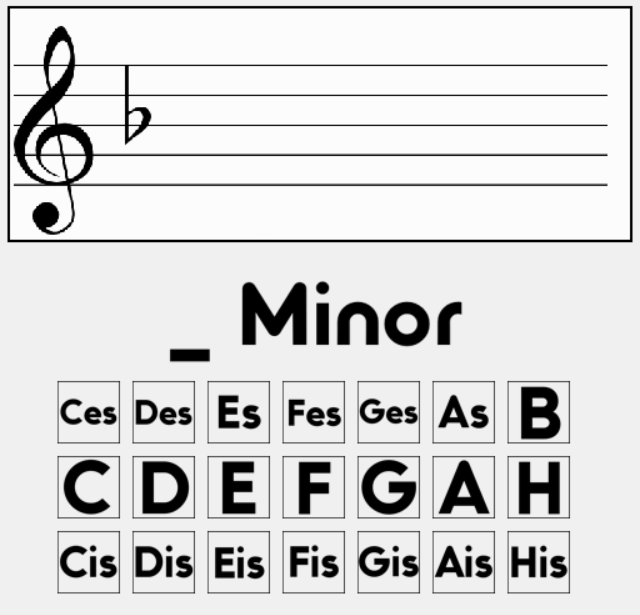 _ Minor
Ces Des Es Fes Ges As B
C D E F G A H
Cis Dis Eis Fis Gis Ais His